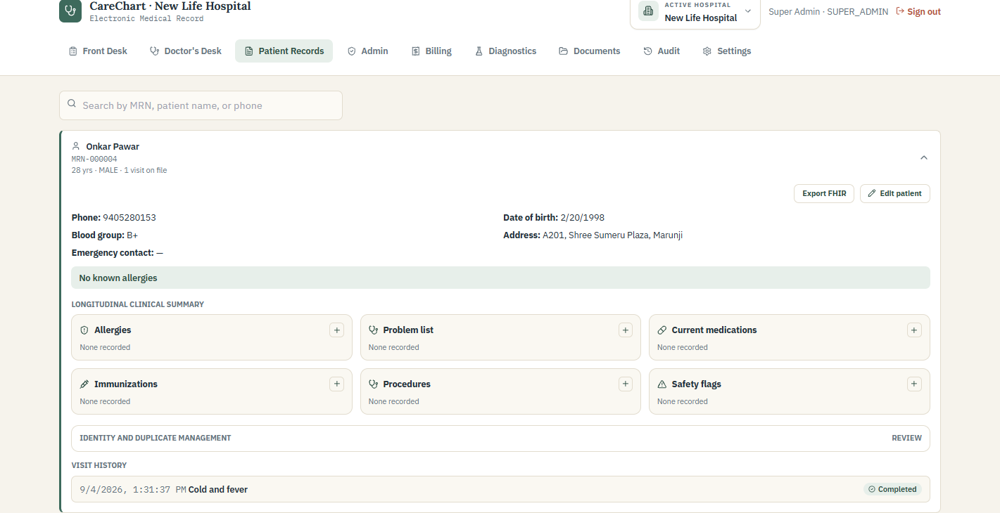 CareChart · New Life Hospital
Electronic Medical Record
ACTIVE HOSPITAL
New Life Hospital
Super Admin · SUPER_ADMIN
Sign out
Front Desk
Doctor's Desk
Patient Records
Admin
Billing
Diagnostics
Documents
Audit
Settings
Search by MRN, patient name, or phone
Onkar Pawar
MRN-000004
28 yrs · MALE · 1 visit on file
Export FHIR
Edit patient
Phone: 9405280153
Date of birth: 2/20/1998
Blood group: B+
Address: A201, Shree Sumeru Plaza, Marunji
Emergency contact: —
No known allergies
LONGITUDINAL CLINICAL SUMMARY
Allergies
None recorded
Problem list
None recorded
Current medications
None recorded
Immunizations
None recorded
Procedures
None recorded
Safety flags
None recorded
IDENTITY AND DUPLICATE MANAGEMENT
REVIEW
VISIT HISTORY
9/4/2026, 1:31:37 PM Cold and fever
Completed